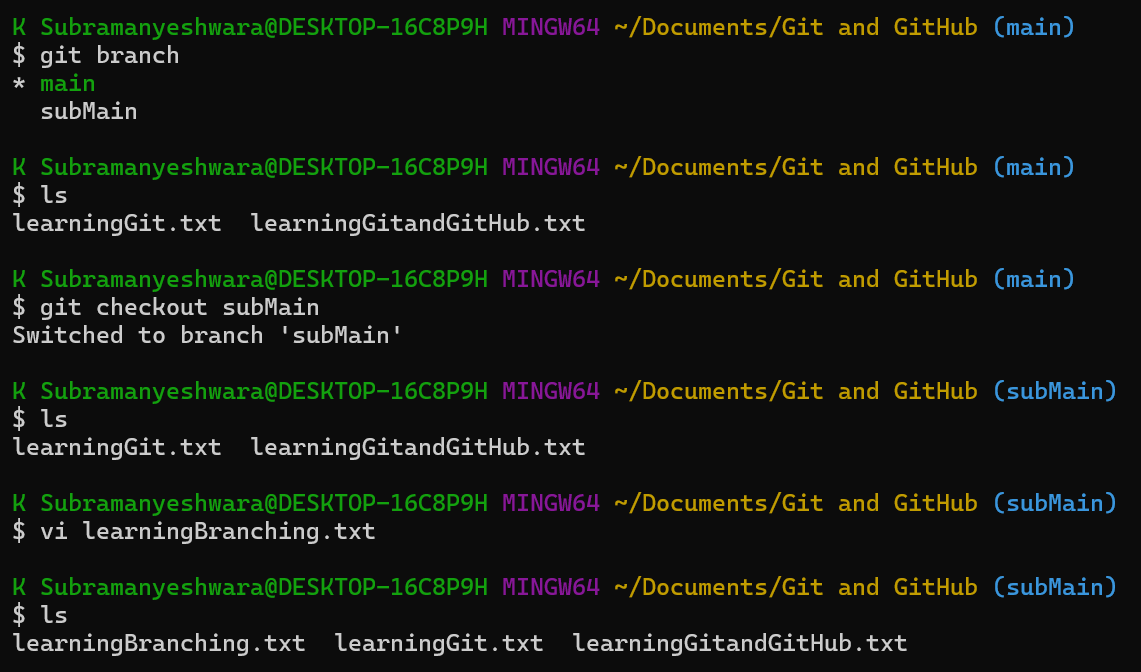 K Subramanyeshwara@DESKTOP-16C8P9H MINGW64 ~/Documents/Git and GitHub (main)
$ git branch
* main
  subMain

K Subramanyeshwara@DESKTOP-16C8P9H MINGW64 ~/Documents/Git and GitHub (main)
$ ls
learningGit.txt  learningGitandGitHub.txt

K Subramanyeshwara@DESKTOP-16C8P9H MINGW64 ~/Documents/Git and GitHub (main)
$ git checkout subMain
Switched to branch 'subMain'

K Subramanyeshwara@DESKTOP-16C8P9H MINGW64 ~/Documents/Git and GitHub (subMain)
$ ls
learningGit.txt  learningGitandGitHub.txt

K Subramanyeshwara@DESKTOP-16C8P9H MINGW64 ~/Documents/Git and GitHub (subMain)
$ vi learningBranching.txt

K Subramanyeshwara@DESKTOP-16C8P9H MINGW64 ~/Documents/Git and GitHub (subMain)
$ ls
learningBranching.txt  learningGit.txt  learningGitandGitHub.txt